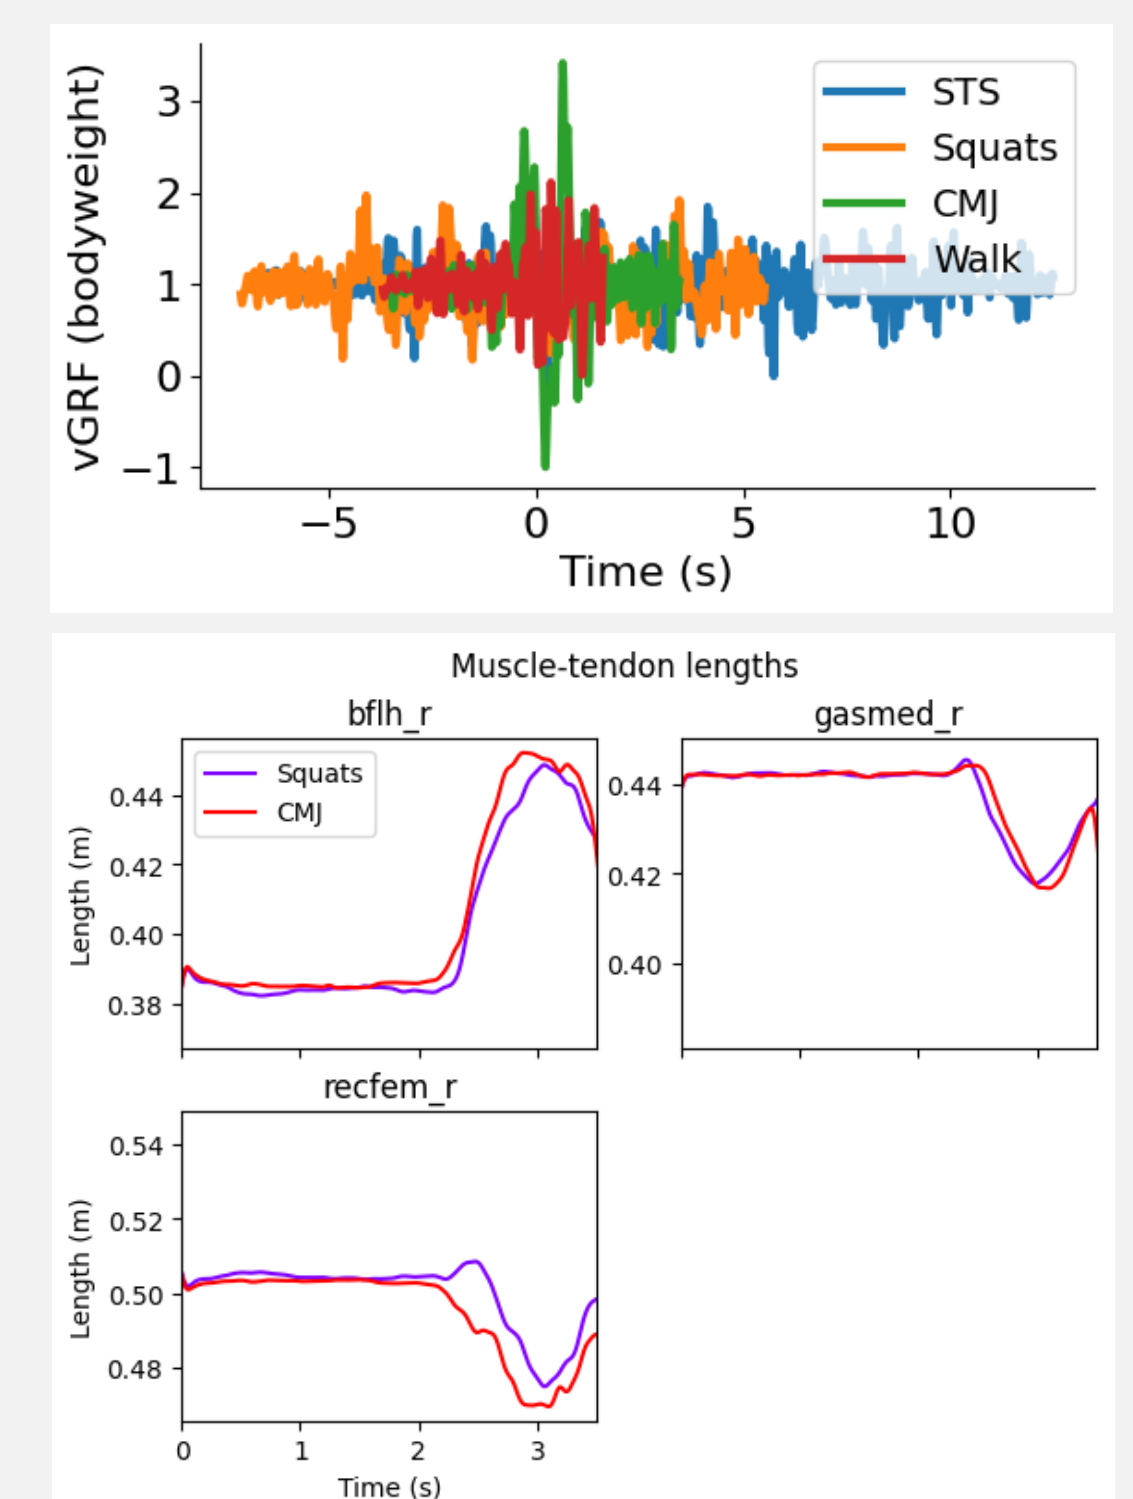 vGRF (bodyweight)
3
2
1
0
−1
STS
Squats
CMJ
Walk
−5
0
5
10
Time (s)
Muscle-tendon lengths
bflh_r
gasmed_r
Length (m)
0.44
0.42
0.40
0.38
Squats
CMJ
0.44
0.42
0.40
recfem_r
Length (m)
0.54
0.52
0.50
0.48
0
1
2
3
Time (s)